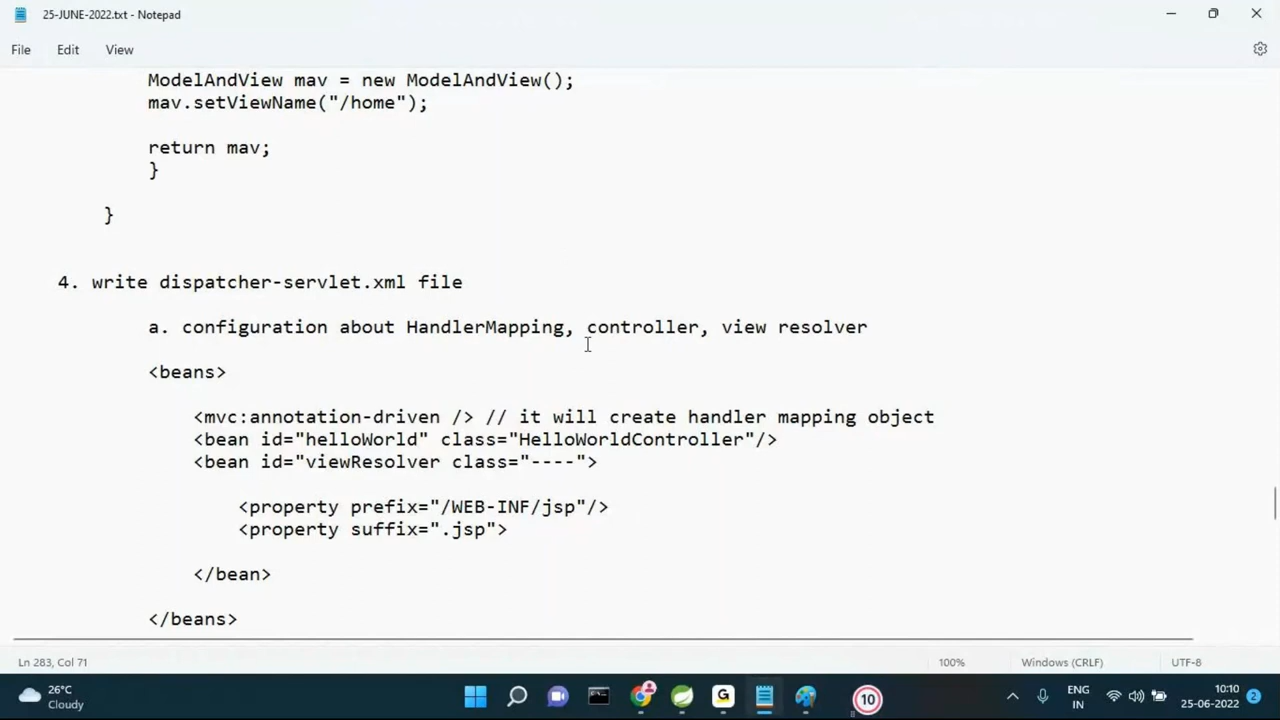 25-JUNE-2022.txt - Notepad
File Edit View
ModelAndView mav = new ModelAndView();
mav.setViewName("/home");
return mav;
}
}
4. write dispatcher-servlet.xml file
a. configuration about HandlerMapping, controller, view resolver
<beans>
<mvc:annotation-driven /> // it will create handler mapping object
<bean id="helloWorld" class="HelloWorldController"/>
<bean id="viewResolver class="----">
<property prefix="/WEB-INF/jsp"/>
<property suffix=".jsp">
</bean>
</beans>
Ln 283, Col 71
100%
Windows (CRLF)
UTF-8
26°C
Cloudy
G
10
ENG
IN
10:10
25-06-2022
2